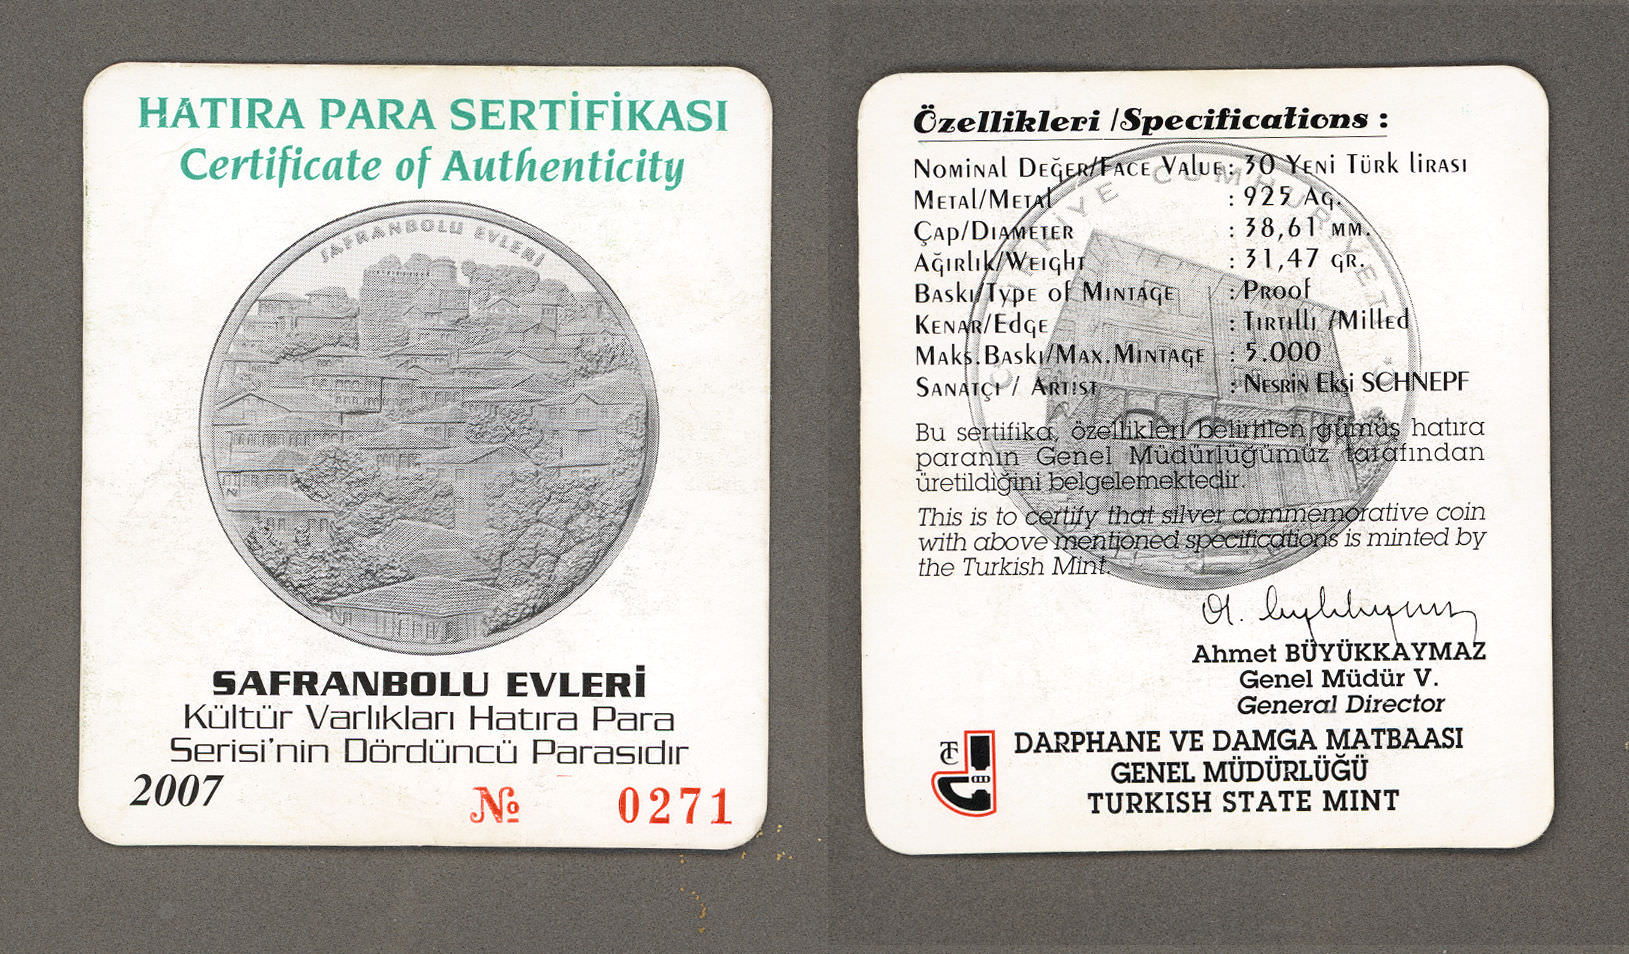 HATIRA PARA SERTİFİKASI
Certificate of Authenticity
SAFRANBOLU EVLERİ
SAFRANBOLU EVLERİ
Kültür Varlıkları Hatıra Para
Serisi'nin Dördüncü Parasıdır
2007
№ 0271
Özellikleri /Specifications :
Nominal Değer/Face Value : 30 Yeni Türk lirası
Metal/Metal : 925 Ag.
Çap/Diameter : 38,61 mm.
Ağırlık/Weight : 31,47 gr.
Baskı/Type of Mintage : Proof
Kenar/Edge : Tırtıllı /Milled
Maks.Baskı/Max.Mintage : 5.000
Sanatçı / Artist : Nesrin Ekşi SCHNEPF
TÜRKİYE CUMHURİYETİ
Bu sertifika, özellikleri belirtilen gümüş hatıra
paranın Genel Müdürlüğümüz tarafından
üretildiğini belgelemektedir.
This is to certify that silver commemorative coin
with above mentioned specifications is minted by
the Turkish Mint.
Ahmet BÜYÜKKAYMAZ
Genel Müdür V.
General Director
TC
DARPHANE VE DAMGA MATBAASI
GENEL MÜDÜRLÜĞÜ
TURKISH STATE MINT